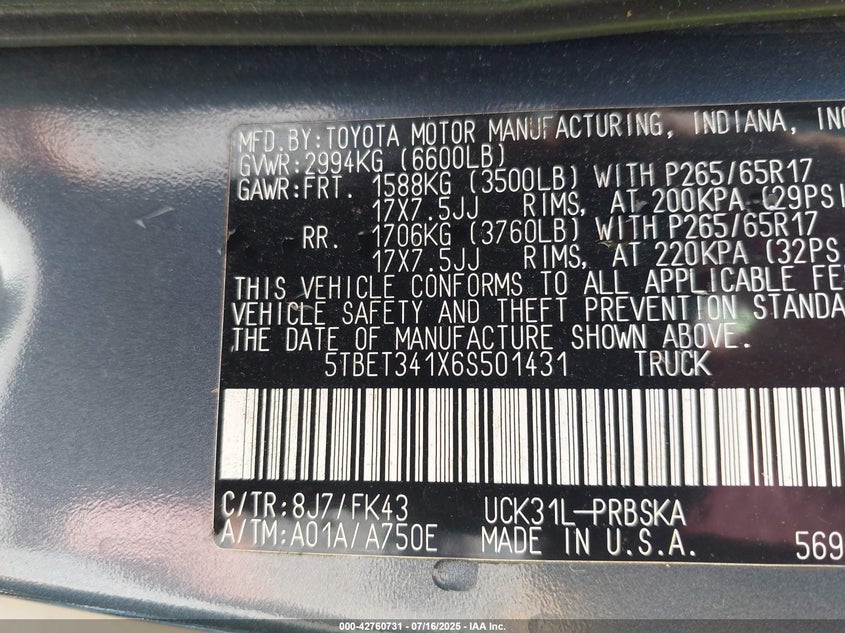 MFD.BY:TOYOTA MOTOR MANUFACTURING, INDIANA, INC
GVWR:2994KG (6600LB)
GAWR:FRT. 1588KG (3500LB) WITH P265/65R17
17X7.5JJ RIMS, AT 200KPA (29PSI
RR. 1706KG (3760LB) WITH P265/65R17
17X7.5JJ RIMS, AT 220KPA (32PS
THIS VEHICLE CONFORMS TO ALL APPLICABLE FE
VEHICLE SAFETY AND THEFT PREVENTION STANDA
THE DATE OF MANUFACTURE SHOWN ABOVE.
5TBET341X6S501431 TRUCK
C/TR:8J7/FK43 UCK31L-PRBSKA
A/TM:A01A/A750E MADE IN U.S.A. 569
000-42760731 - 07/16/2025 - IAA Inc.